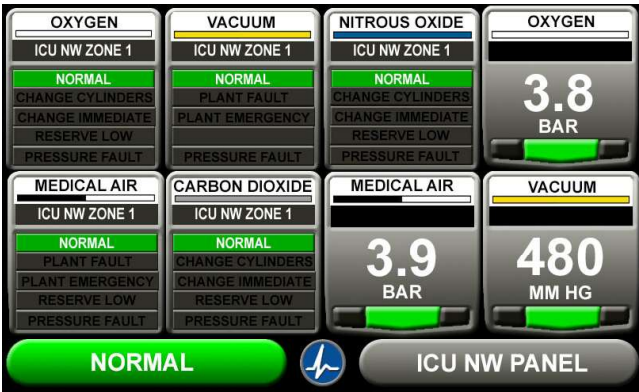 OXYGEN
ICU NW ZONE 1
NORMAL
CHANGE CYLINDERS
CHANGE IMMEDIATE
RESERVE LOW
PRESSURE FAULT
VACUUM
ICU NW ZONE 1
NORMAL
PLANT FAULT
PLANT EMERGENCY
PRESSURE FAULT
NITROUS OXIDE
ICU NW ZONE 1
NORMAL
CHANGE CYLINDERS
CHANGE IMMEDIATE
RESERVE LOW
PRESSURE FAULT
OXYGEN
3.8
BAR
MEDICAL AIR
ICU NW ZONE 1
NORMAL
PLANT FAULT
PLANT EMERGENCY
RESERVE LOW
PRESSURE FAULT
CARBON DIOXIDE
ICU NW ZONE 1
NORMAL
CHANGE CYLINDERS
CHANGE IMMEDIATE
RESERVE LOW
PRESSURE FAULT
MEDICAL AIR
3.9
BAR
VACUUM
480
MM HG
NORMAL
ICU NW PANEL